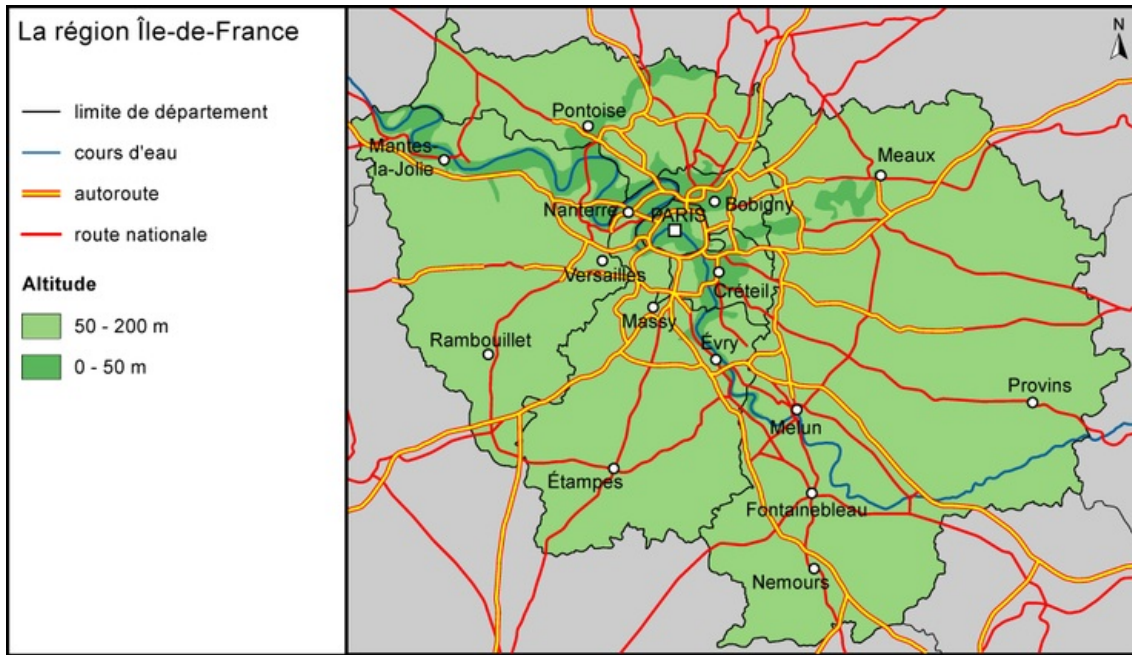 La région Île-de-France
limite de département
cours d'eau
autoroute
route nationale
Altitude
50 - 200 m
0 - 50 m
N
Pontoise
Mantes-
la-Jolie
Meaux
Nanterre
PARIS
Bobigny
Versailles
Créteil
Massy
Rambouillet
Évry
Provins
Melun
Étampes
Fontainebleau
Nemours